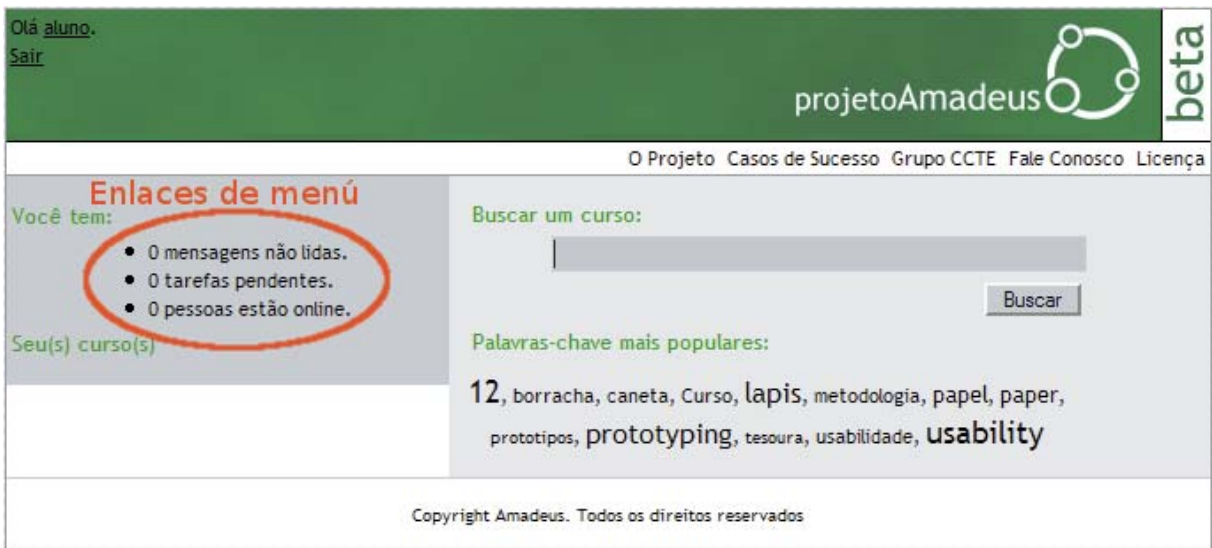 Olá aluno.
Sair
projetoAmadeus
beta
O Projeto Casos de Sucesso Grupo CCTE Fale Conosco Licença
Enlaces de menú
Você tem:
0 mensagens não lidas.
0 tarefas pendentes.
0 pessoas estão online.
Seu(s) curso(s)
Buscar um curso:
Buscar
Palavras-chave mais populares:
12, borracha, caneta, Curso, lapis, metodologia, papel, paper,
prototipos, prototyping, tesoura, usabilidade, usability
Copyright Amadeus. Todos os direitos reservados